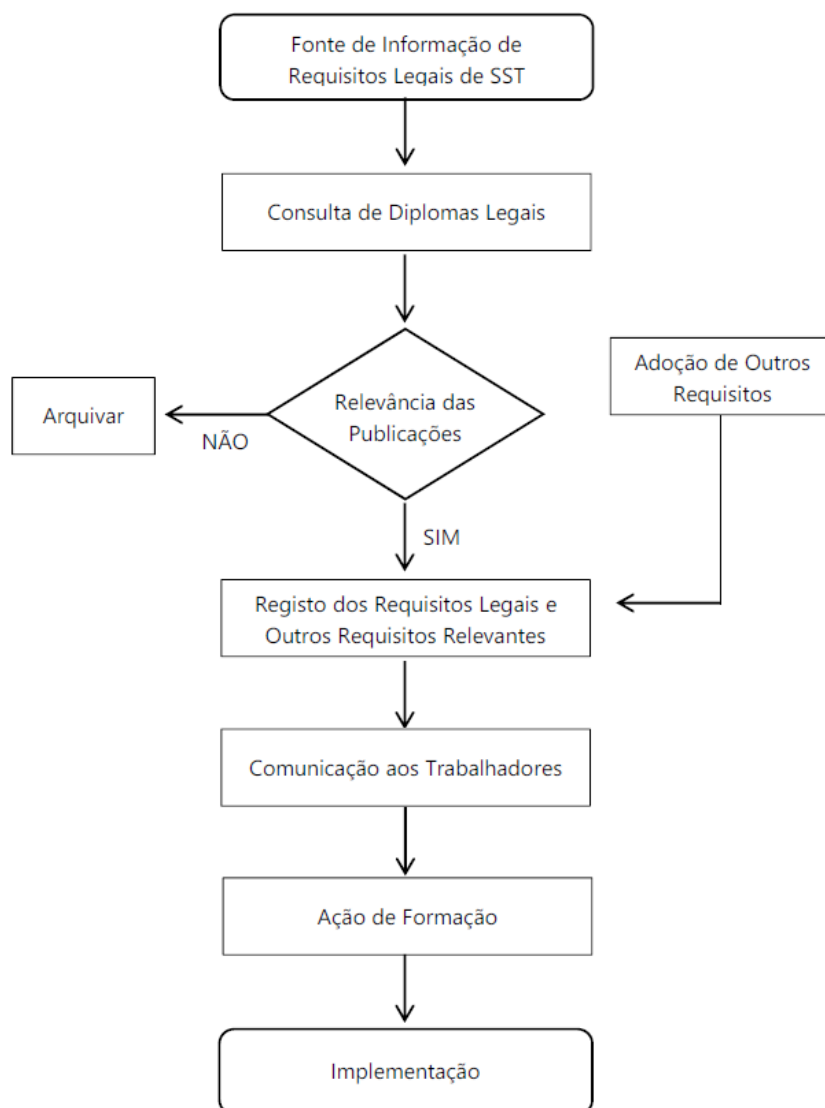 Fonte de Informação de
Requisitos Legais de SST
Consulta de Diplomas Legais
Relevância das
Publicações
Adoção de Outros
Requisitos
Arquivar
NÃO
SIM
Registo dos Requisitos Legais e
Outros Requisitos Relevantes
Comunicação aos Trabalhadores
Ação de Formação
Implementação